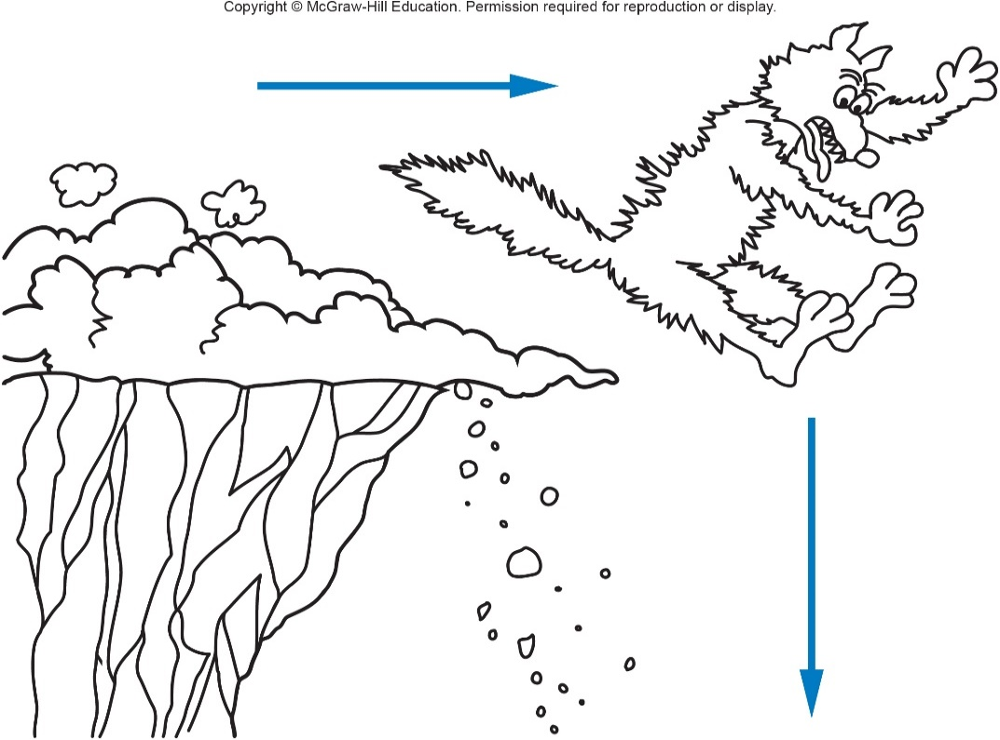 Copyright © McGraw-Hill Education. Permission required for reproduction or display.